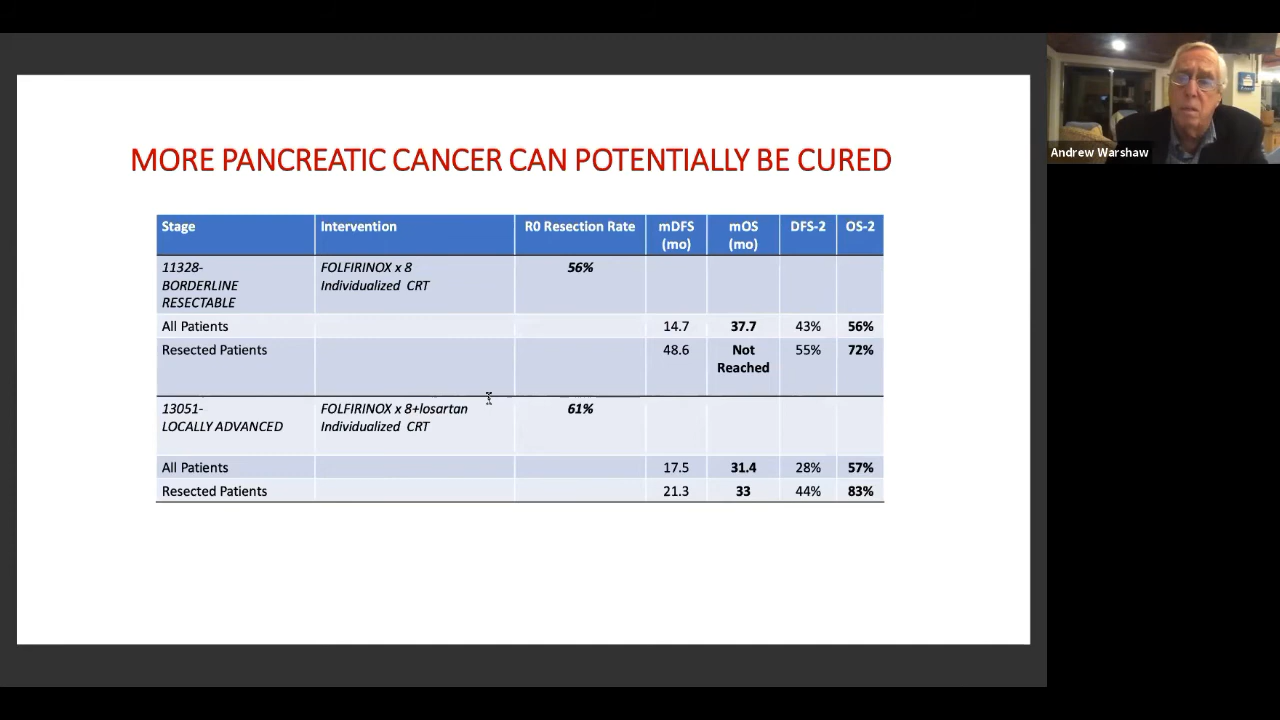 MORE PANCREATIC CANCER CAN POTENTIALLY BE CURED
Stage Intervention R0 Resection Rate mDFS (mo) mOS (mo) DFS-2 OS-2
11328- BORDERLINE RESECTABLE FOLFIRINOX x 8 Individualized CRT 56%
All Patients 14.7 37.7 43% 56%
Resected Patients 48.6 Not Reached 55% 72%
13051- LOCALLY ADVANCED FOLFIRINOX x 8+losartan Individualized CRT 61%
All Patients 17.5 31.4 28% 57%
Resected Patients 21.3 33 44% 83%
Andrew Warshaw